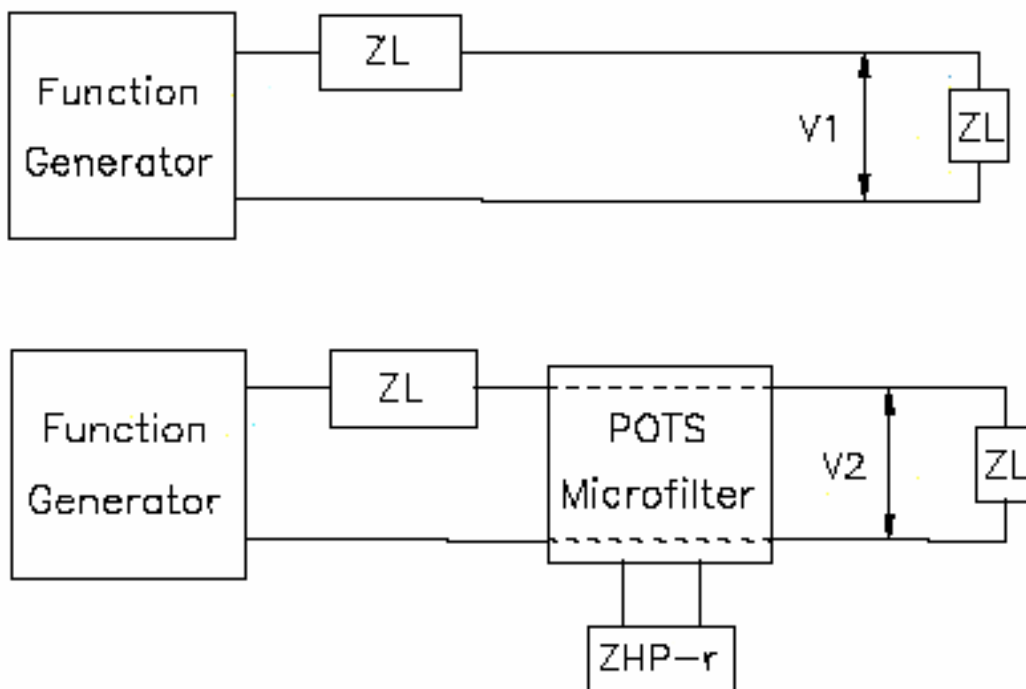 Function
Generator
ZL
V1
ZL
Function
Generator
ZL
POTS
Microfilter
V2
ZL
ZHP-r